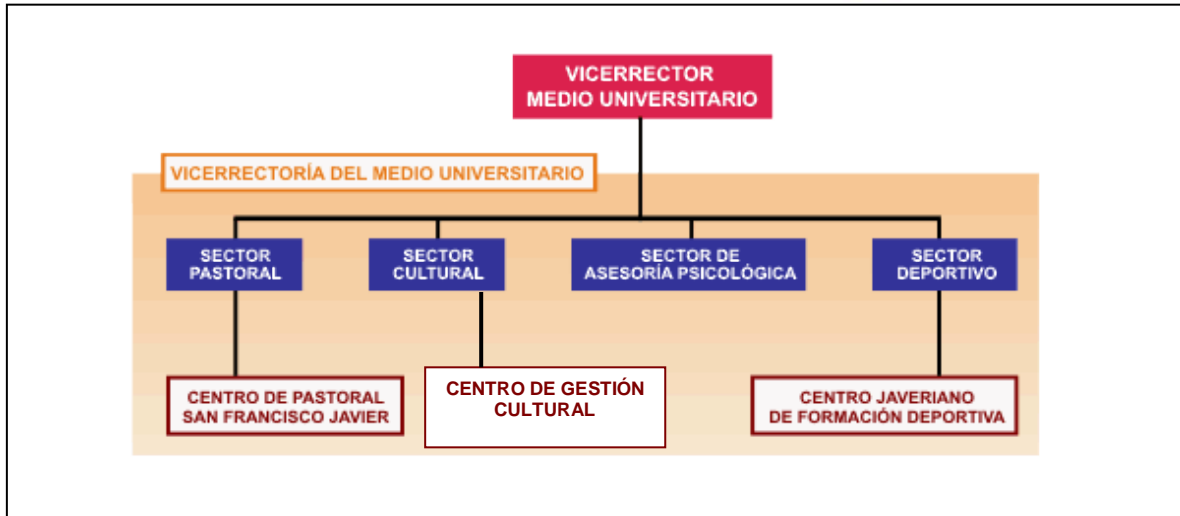 VICERRECTOR
MEDIO UNIVERSITARIO
VICERRECTORÍA DEL MEDIO UNIVERSITARIO
SECTOR
PASTORAL
SECTOR
CULTURAL
SECTOR DE
ASESORÍA PSICOLÓGICA
SECTOR
DEPORTIVO
CENTRO DE PASTORAL
SAN FRANCISCO JAVIER
CENTRO DE GESTIÓN
CULTURAL
CENTRO JAVERIANO
DE FORMACIÓN DEPORTIVA